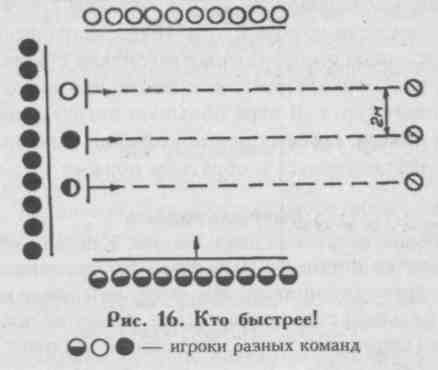 2м
Рис. 16. Кто быстрее!
— игроки разных команд